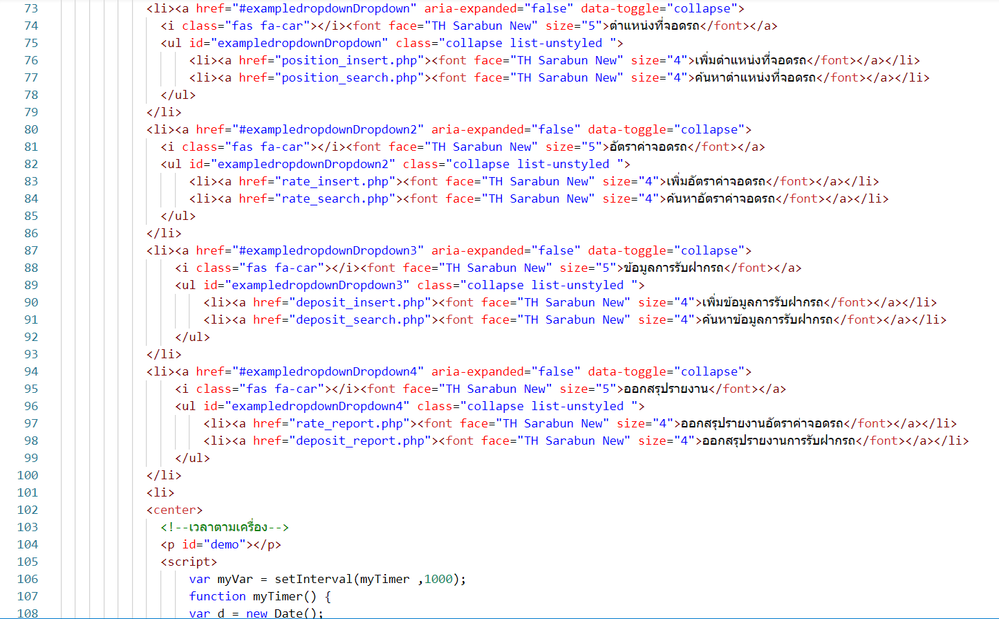 73 <li><a href="#exampledropdownDropdown" aria-expanded="false" data-toggle="collapse">
74 <i class="fas fa-car"></i><font face="TH Sarabun New" size="5">ตำแหน่งที่จอดรถ</font></a>
75 <ul id="exampledropdownDropdown" class="collapse list-unstyled ">
76 <li><a href="position_insert.php"><font face="TH Sarabun New" size="4">เพิ่มตำแหน่งที่จอดรถ</font></a></li>
77 <li><a href="position_search.php"><font face="TH Sarabun New" size="4">ค้นหาตำแหน่งที่จอดรถ</font></a></li>
78 </ul>
79 </li>
80 <li><a href="#exampledropdownDropdown2" aria-expanded="false" data-toggle="collapse">
81 <i class="fas fa-car"></i><font face="TH Sarabun New" size="5">อัตราค่าจอดรถ</font></a>
82 <ul id="exampledropdownDropdown2" class="collapse list-unstyled ">
83 <li><a href="rate_insert.php"><font face="TH Sarabun New" size="4">เพิ่มอัตราค่าจอดรถ</font></a></li>
84 <li><a href="rate_search.php"><font face="TH Sarabun New" size="4">ค้นหาอัตราค่าจอดรถ</font></a></li>
85 </ul>
86 </li>
87 <li><a href="#exampledropdownDropdown3" aria-expanded="false" data-toggle="collapse">
88 <i class="fas fa-car"></i><font face="TH Sarabun New" size="5">ข้อมูลการรับฝากรถ</font></a>
89 <ul id="exampledropdownDropdown3" class="collapse list-unstyled ">
90 <li><a href="deposit_insert.php"><font face="TH Sarabun New" size="4">เพิ่มข้อมูลการรับฝากรถ</font></a></li>
91 <li><a href="deposit_search.php"><font face="TH Sarabun New" size="4">ค้นหาข้อมูลการรับฝากรถ</font></a></li>
92 </ul>
93 </li>
94 <li><a href="#exampledropdownDropdown4" aria-expanded="false" data-toggle="collapse">
95 <i class="fas fa-car"></i><font face="TH Sarabun New" size="5">ออกสรุปรายงาน</font></a>
96 <ul id="exampledropdownDropdown4" class="collapse list-unstyled ">
97 <li><a href="rate_report.php"><font face="TH Sarabun New" size="4">ออกสรุปรายงานอัตราค่าจอดรถ</font></a></li>
98 <li><a href="deposit_report.php"><font face="TH Sarabun New" size="4">ออกสรุปรายงานการรับฝากรถ</font></a></li>
99 </ul>
100 </li>
101 <li>
102 <center>
103 <!--เวลาตามเครื่อง-->
104 <p id="demo"></p>
105 <script>
106 var myVar = setInterval(myTimer ,1000);
107 function myTimer() {
108 var d = new Date();